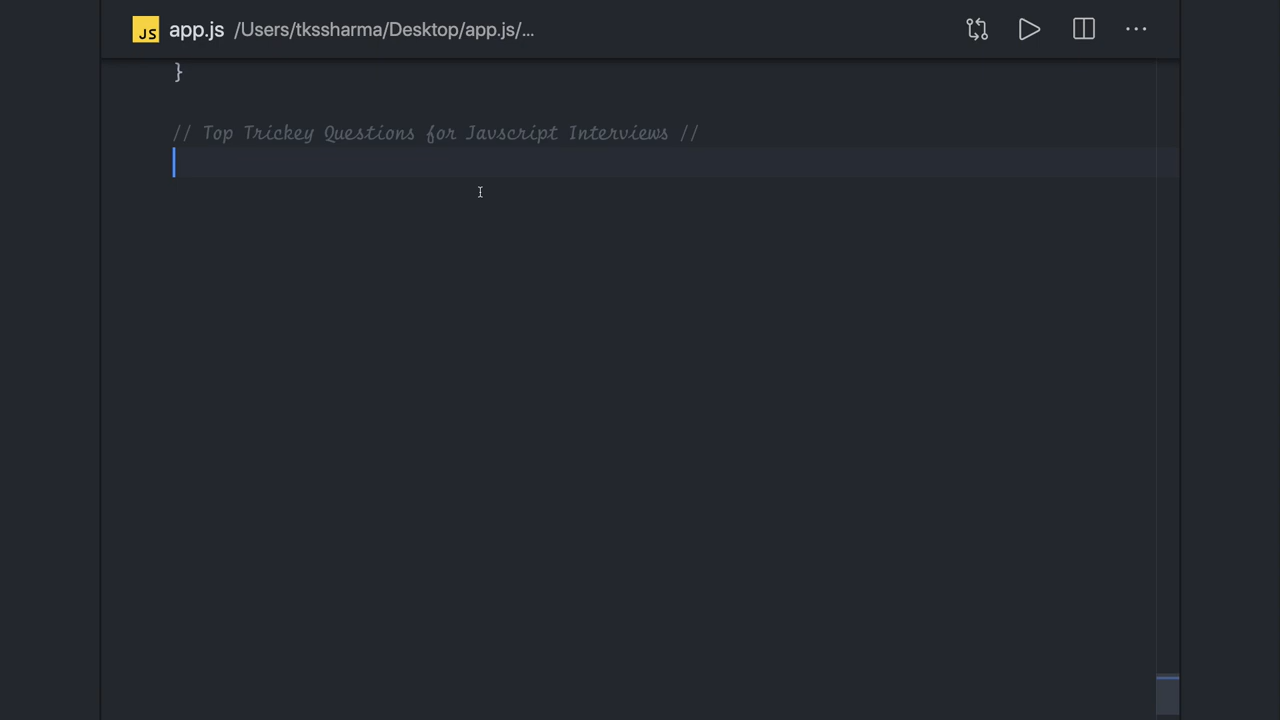 JS app.js /Users/tkssharma/Desktop/app.js/...
}
// Top Trickey Questions for Javscript Interviews //